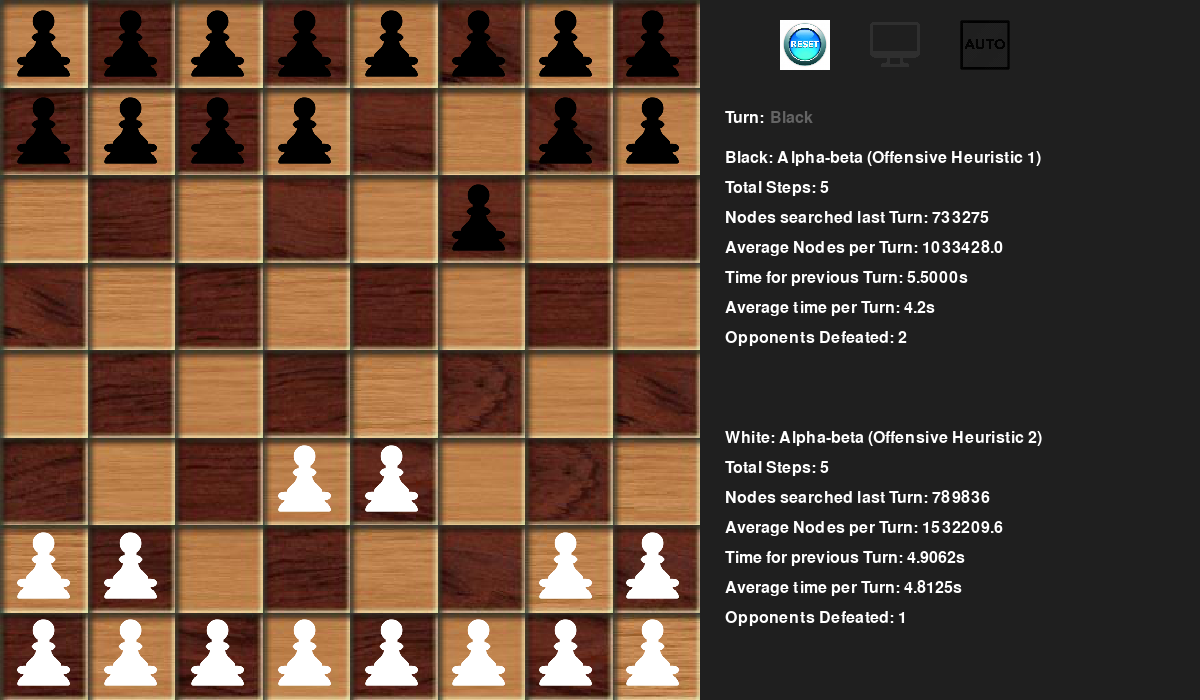 RESET
AUTO
Turn: Black
Black: Alpha-beta (Offensive Heuristic 1)
Total Steps: 5
Nodes searched last Turn: 733275
Average Nodes per Turn: 1033428.0
Time for previous Turn: 5.5000s
Average time per Turn: 4.2s
Opponents Defeated: 2
White: Alpha-beta (Offensive Heuristic 2)
Total Steps: 5
Nodes searched last Turn: 789836
Average Nodes per Turn: 1532209.6
Time for previous Turn: 4.9062s
Average time per Turn: 4.8125s
Opponents Defeated: 1